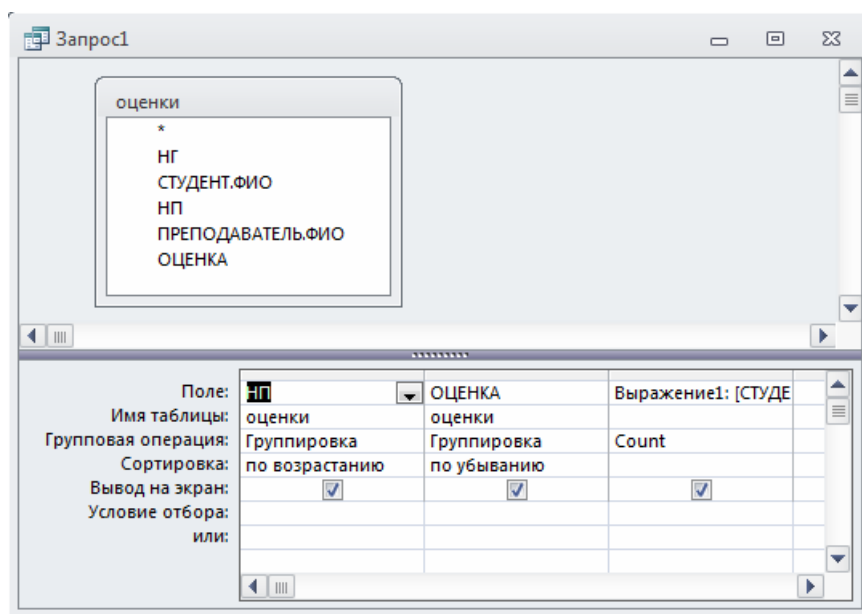 Запрос1
оценки
*
НГ
СТУДЕНТ.ФИО
НП
ПРЕПОДАВАТЕЛЬ.ФИО
ОЦЕНКА
Поле: НП ОЦЕНКА Выражение1: [СТУДЕ
Имя таблицы: оценки оценки
Групповая операция: Группировка Группировка Count
Сортировка: по возрастанию по убыванию
Вывод на экран:
Условие отбора:
или: